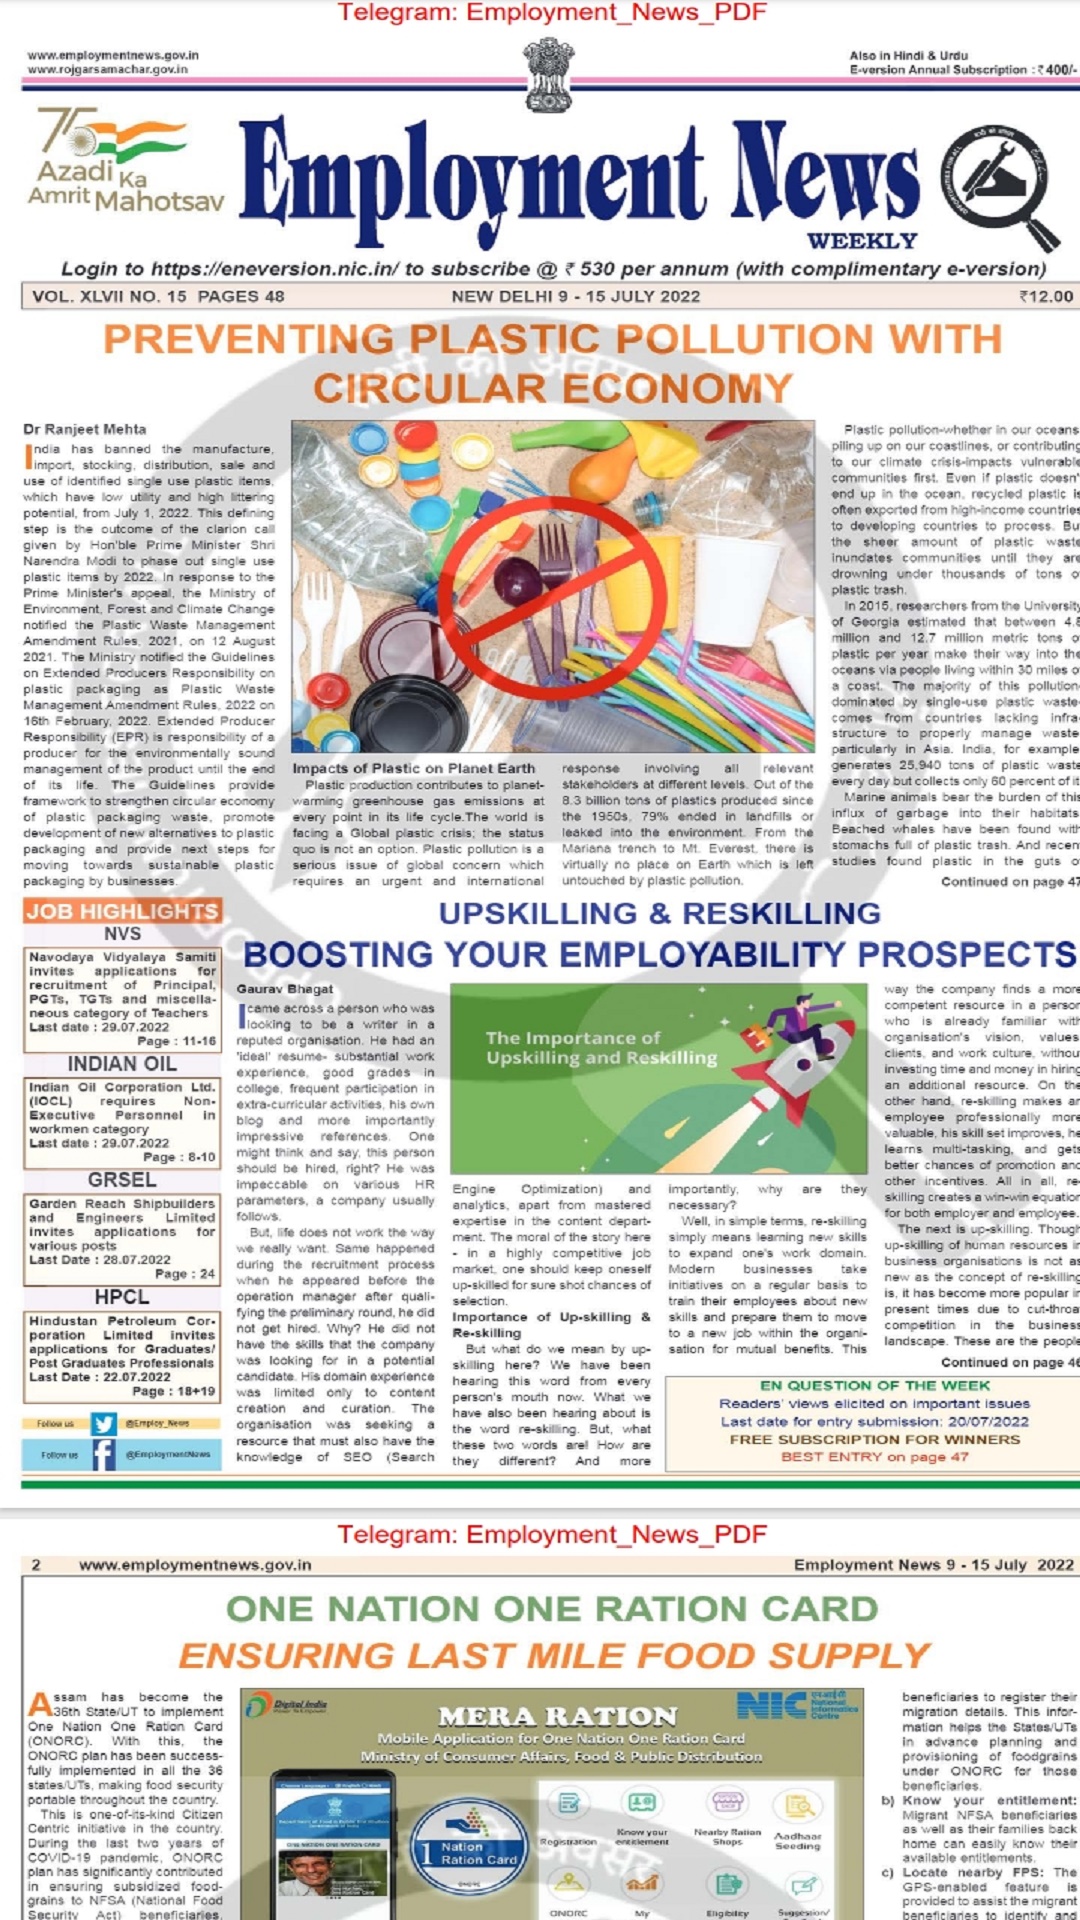 Telegram: Employment_News_PDF
www.employmentnews.gov.in
www.rojgarsamachar.gov.in
Also in Hindi & Urdu
E-version Annual Subscription : ₹ 400/-
75
Azadi Ka
Amrit Mahotsav
Employment News
WEEKLY
Login to https://eneversion.nic.in/ to subscribe @ ₹ 530 per annum (with complimentary e-version)
VOL. XLVII NO. 15 PAGES 48
NEW DELHI 9 - 15 JULY 2022
₹12.00
PREVENTING PLASTIC POLLUTION WITH
CIRCULAR ECONOMY
Dr Ranjeet Mehta
India has banned the manufacture,
import, stocking, distribution, sale and
use of identified single use plastic items,
which have low utility and high littering
potential, from July 1, 2022. This defining
step is the outcome of the clarion call
given by Hon'ble Prime Minister Shri
Narendra Modi to phase out single use
plastic items by 2022. In response to the
Prime Minister's appeal, the Ministry of
Environment, Forest and Climate Change
notified the Plastic Waste Management
Amendment Rules, 2021, on 12 August
2021. The Ministry notified the Guidelines
on Extended Producers Responsibility on
plastic packaging as Plastic Waste
Management Amendment Rules, 2022 on
16th February, 2022. Extended Producer
Responsibility (EPR) is responsibility of a
producer for the environmentally sound
management of the product until the end
of its life. The Guidelines provide
framework to strengthen circular economy
of plastic packaging waste, promote
development of new alternatives to plastic
packaging and provide next steps for
moving towards sustainable plastic
packaging by businesses.
Impacts of Plastic on Planet Earth
Plastic production contributes to planet-
warming greenhouse gas emissions at
every point in its life cycle.The world is
facing a Global plastic crisis; the status
quo is not an option. Plastic pollution is a
serious issue of global concern which
requires an urgent and international
response involving all relevant
stakeholders at different levels. Out of the
8.3 billion tons of plastics produced since
the 1950s, 79% ended in landfills or
leaked into the environment. From the
Mariana trench to Mt. Everest, there is
virtually no place on Earth which is left
untouched by plastic pollution.
Plastic pollution-whether in our oceans
piling up on our coastlines, or contributing
to our climate crisis-impacts vulnerable
communities first. Even if plastic doesn'
end up in the ocean, recycled plastic is
often exported from high-income countries
to developing countries to process. Bu
the sheer amount of plastic waste
inundates communities until they are
drowning under thousands of tons o
plastic trash.
In 2015, researchers from the University
of Georgia estimated that between 4.8
million and 12.7 million metric tons o
plastic per year make their way into the
oceans via people living within 30 miles o
a coast. The majority of this pollution
dominated by single-use plastic waste
comes from countries lacking infra-
structure to properly manage waste
particularly in Asia. India, for example
generates 25,940 tons of plastic waste
every day but collects only 60 percent of it
Marine animals bear the burden of this
influx of garbage into their habitats
Beached whales have been found with
stomachs full of plastic trash. And recen
studies found plastic in the guts o
Continued on page 47
JOB HIGHLIGHTS
NVS
Navodaya Vidyalaya Samiti
invites applications for
recruitment of Principal,
PGTs, TGTs and miscella-
neous category of Teachers
Last date : 29.07.2022
Page : 11-16
INDIAN OIL
Indian Oil Corporation Ltd.
(IOCL) requires Non-
Executive Personnel in
workmen category
Last date : 29.07.2022
Page : 8-10
GRSEL
Garden Reach Shipbuilders
and Engineers Limited
invites applications for
various posts
Last Date : 28.07.2022
Page : 24
HPCL
Hindustan Petroleum Cor-
poration Limited invites
applications for Graduates/
Post Graduates Professionals
Last Date : 22.07.2022
Page : 18+19
Follow us @Employ_News
Follow us @EmploymentNews
UPSKILLING & RESKILLING
BOOSTING YOUR EMPLOYABILITY PROSPECTS
Gaurav Bhagat
I came across a person who was
looking to be a writer in a
reputed organisation. He had an
'ideal' resume- substantial work
experience, good grades in
college, frequent participation in
extra-curricular activities, his own
blog and more importantly
impressive references. One
might think and say, this person
should be hired, right? He was
impeccable on various HR
parameters, a company usually
follows.
But, life does not work the way
we really want. Same happened
during the recruitment process
when he appeared before the
operation manager after quali-
fying the preliminary round, he did
not get hired. Why? He did not
have the skills that the company
was looking for in a potential
candidate. His domain experience
was limited only to content
creation and curation. The
organisation was seeking a
resource that must also have the
knowledge of SEO (Search
The Importance of
Upskilling and Reskilling
Engine Optimization) and
analytics, apart from mastered
expertise in the content depart-
ment. The moral of the story here
- in a highly competitive job
market, one should keep oneself
up-skilled for sure shot chances of
selection.
Importance of Up-skilling &
Re-skilling
But what do we mean by up-
skilling here? We have been
hearing this word from every
person's mouth now. What we
have also been hearing about is
the word re-skilling. But, what
these two words are! How are
they different? And more
importantly, why are they
necessary?
Well, in simple terms, re-skilling
simply means learning new skills
to expand one's work domain.
Modern businesses take
initiatives on a regular basis to
train their employees about new
skills and prepare them to move
to a new job within the organi-
sation for mutual benefits. This
way the company finds a more
competent resource in a person
who is already familiar with
organisation's vision, values
clients, and work culture, without
investing time and money in hiring
an additional resource. On the
other hand, re-skilling makes an
employee professionally more
valuable, his skill set improves, he
learns multi-tasking, and gets
better chances of promotion and
other incentives. All in all, re-
skilling creates a win-win equation
for both employer and employee.
The next is up-skilling. Though
up-skilling of human resources in
business organisations is not as
new as the concept of re-skilling
is, it has become more popular in
present times due to cut-throa
competition in the business
landscape. These are the people
Continued on page 46
EN QUESTION OF THE WEEK
Readers' views elicited on important issues
Last date for entry submission: 20/07/2022
FREE SUBSCRIPTION FOR WINNERS
BEST ENTRY on page 47
Telegram: Employment_News_PDF
2 www.employmentnews.gov.in
Employment News 9 - 15 July 2022
ONE NATION ONE RATION CARD
ENSURING LAST MILE FOOD SUPPLY
Assam has become the
36th State/UT to implement
One Nation One Ration Card
(ONORC). With this, the
ONORC plan has been success-
fully implemented in all the 36
states/UTs, making food security
portable throughout the country.
This is one-of-its-kind Citizen
Centric initiative in the country.
During the last two years of
COVID-19 pandemic, ONORC
plan has significantly contributed
in ensuring subsidized food-
grains to NFSA (National Food
Security Act) beneficiaries,
Digital India
NIC
National
Informatics
Centre
MERA RATION
Mobile Application for One Nation One Ration Card
Ministry of Consumer Affairs, Food & Public Distribution
1 Nation
Ration Card
Registration
Know your
entitlement
Nearby Ration
Shops
Aadhaar
Seeding
ONORC
My
Eligibility
Suggestion/
beneficiaries to register their
migration details. This infor-
mation helps the States/UTs
in advance planning and
provisioning of foodgrains
under ONORC for those
beneficiaries.
b) Know your entitlement:
Migrant NFSA beneficiaries
as well as their families back
home can easily know their
available entitlements.
c) Locate nearby FPS: The
GPS-enabled feature is
provided to assist the migrant
beneficiaries to identify and